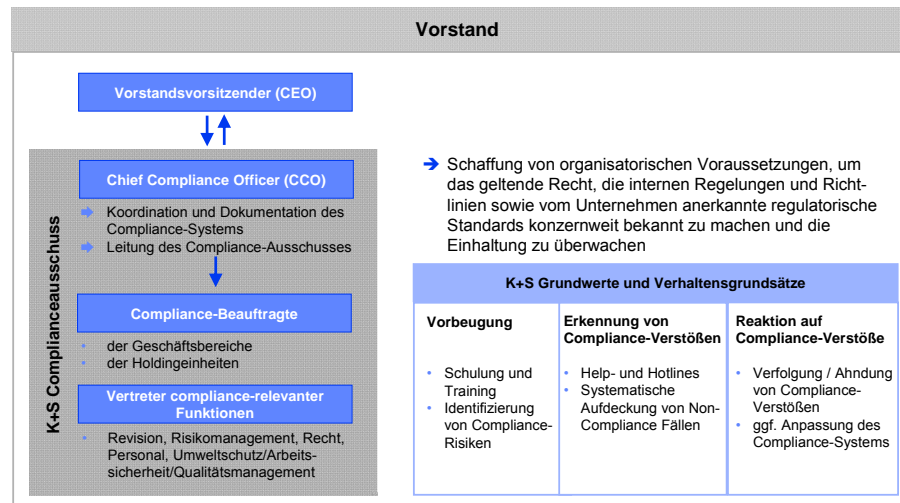 Vorstand
Vorstandsvorsitzender (CEO)
K+S Complianceausschuss
Chief Compliance Officer (CCO)
Koordination und Dokumentation des
Compliance-Systems
Leitung des Compliance-Ausschusses
Compliance-Beauftragte
der Geschäftsbereiche
der Holdingeinheiten
Vertreter compliance-relevanter
Funktionen
Revision, Risikomanagement, Recht,
Personal, Umweltschutz/Arbeits-
sicherheit/Qualitätsmanagement
Schaffung von organisatorischen Voraussetzungen, um
das geltende Recht, die internen Regelungen und Richt-
linien sowie vom Unternehmen anerkannte regulatorische
Standards konzernweit bekannt zu machen und die
Einhaltung zu überwachen
K+S Grundwerte und Verhaltensgrundsätze
Vorbeugung
Schulung und
Training
Identifizierung
von Compliance-
Risiken
Erkennung von
Compliance-Verstößen
Help- und Hotlines
Systematische
Aufdeckung von Non-
Compliance Fällen
Reaktion auf
Compliance-Verstöße
Verfolgung / Ahndung
von Compliance-
Verstößen
ggf. Anpassung des
Compliance-Systems